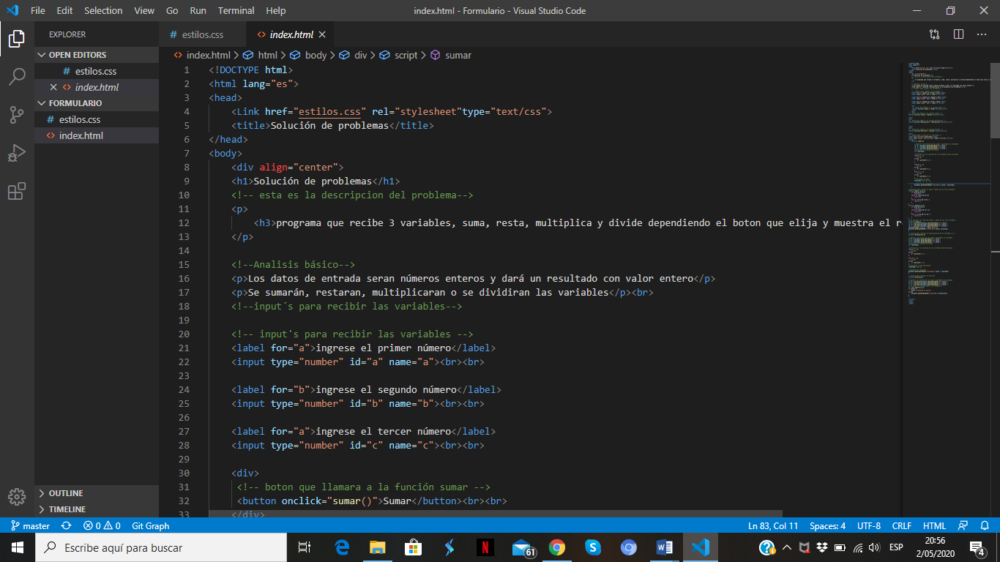 File Edit Selection View Go Run Terminal Help
index.html - Formulario - Visual Studio Code
EXPLORER
OPEN EDITORS
# estilos.css
index.html
FORMULARIO
# estilos.css
<> index.html
OUTLINE
TIMELINE
# estilos.css <> index.html
<> index.html > html > body > div > script > sumar
1 <!DOCTYPE html>
2 <html lang="es">
3 <head>
4 <Link href="estilos.css" rel="stylesheet"type="text/css">
5 <title>Solución de problemas</title>
6 </head>
7 <body>
8 <div align="center">
9 <h1>Solución de problemas</h1>
10 <!-- esta es la descripcion del problema-->
11 <p>
12 <h3>programa que recibe 3 variables, suma, resta, multiplica y divide dependiendo el boton que elija y muestra el r
13 </p>
14
15 <!--Analisis básico-->
16 <p>Los datos de entrada seran números enteros y dará un resultado con valor entero</p>
17 <p>Se sumarán, restaran, multiplicaran o se dividiran las variables</p><br>
18 <!--input´s para recibir las variables-->
19
20 <!-- input's para recibir las variables -->
21 <label for="a">ingrese el primer número</label>
22 <input type="number" id="a" name="a"><br><br>
23
24 <label for="b">ingrese el segundo número</label>
25 <input type="number" id="b" name="b"><br><br>
26
27 <label for="a">ingrese el tercer número</label>
28 <input type="number" id="c" name="c"><br><br>
29
30 <div>
31 <!-- boton que llamara a la función sumar -->
32 <button onclick="sumar()">Sumar</button><br><br>
33 </div>
master 0 0 Git Graph
Ln 83, Col 11 Spaces: 4 UTF-8 CRLF HTML
Escribe aquí para buscar
61
ESP
20:56
2/05/2020
4